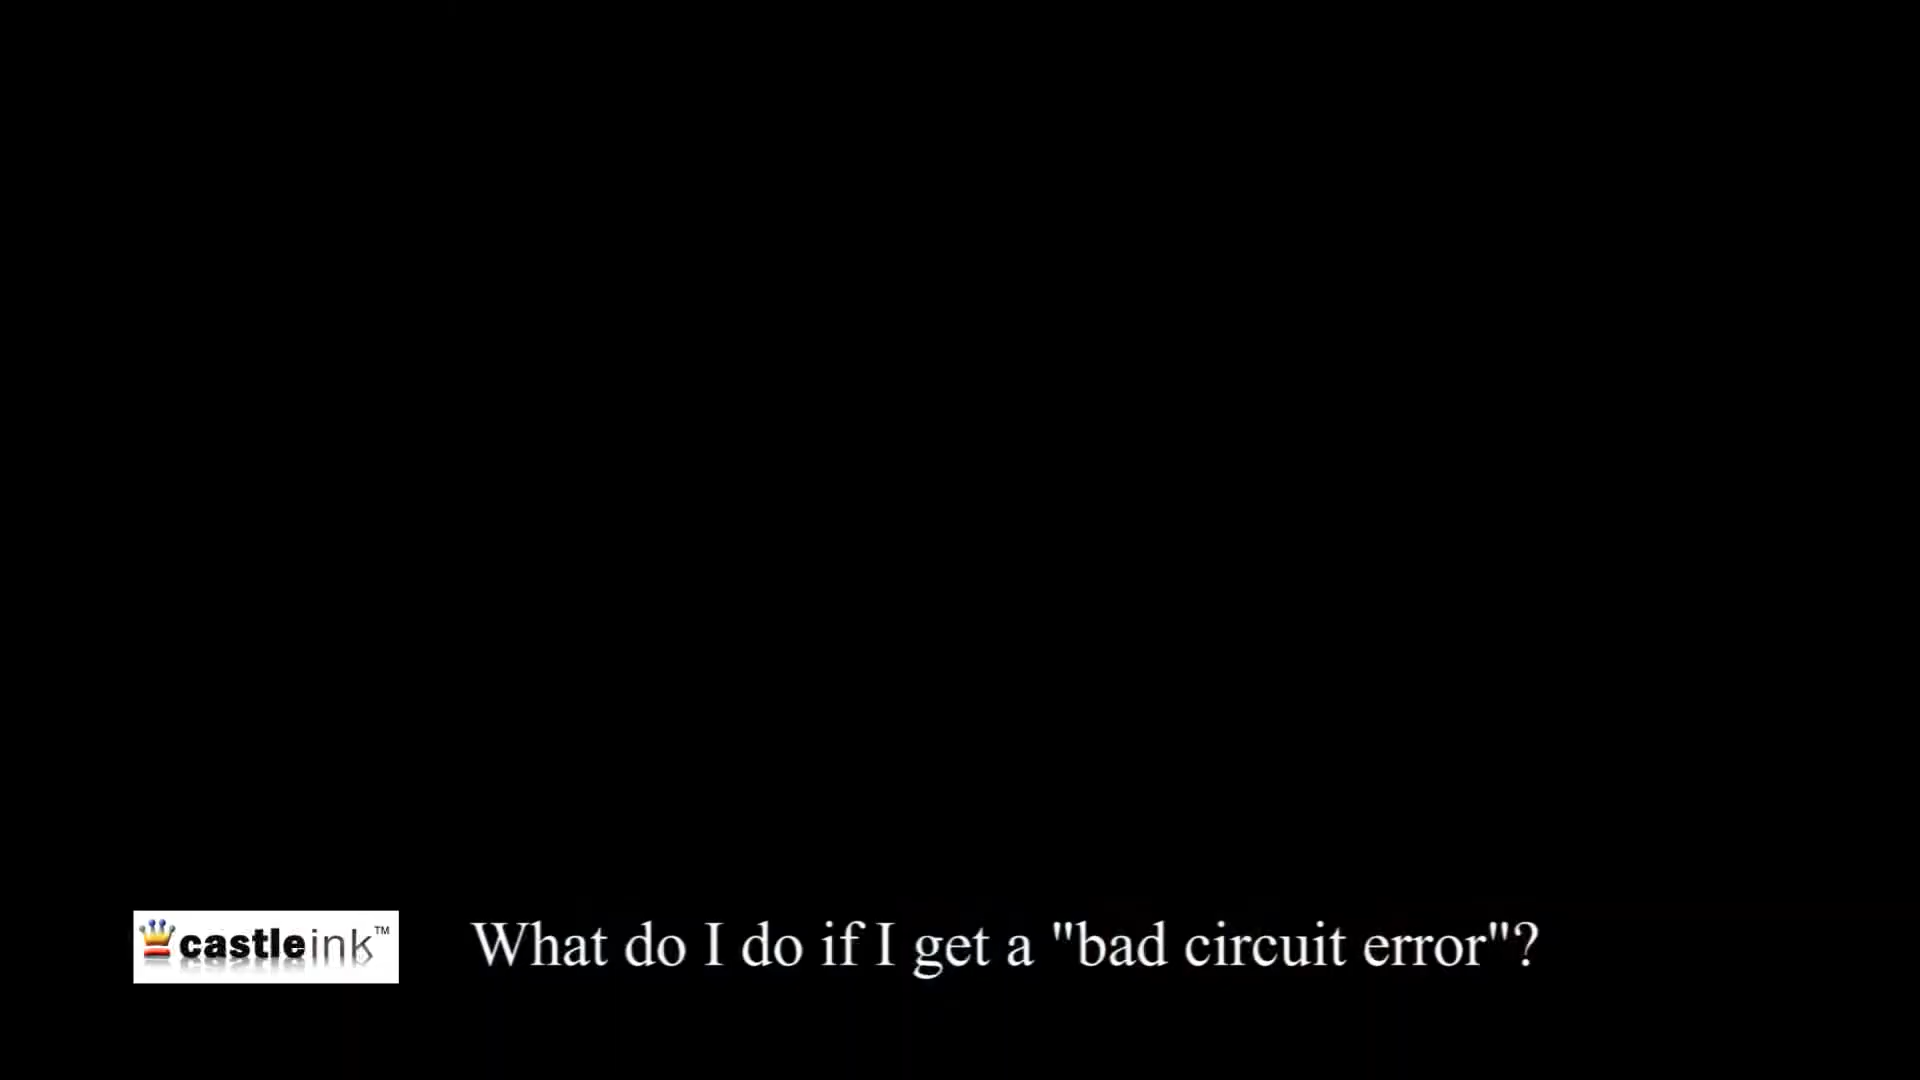 castleink™
What do I do if I get a "bad circuit error"?